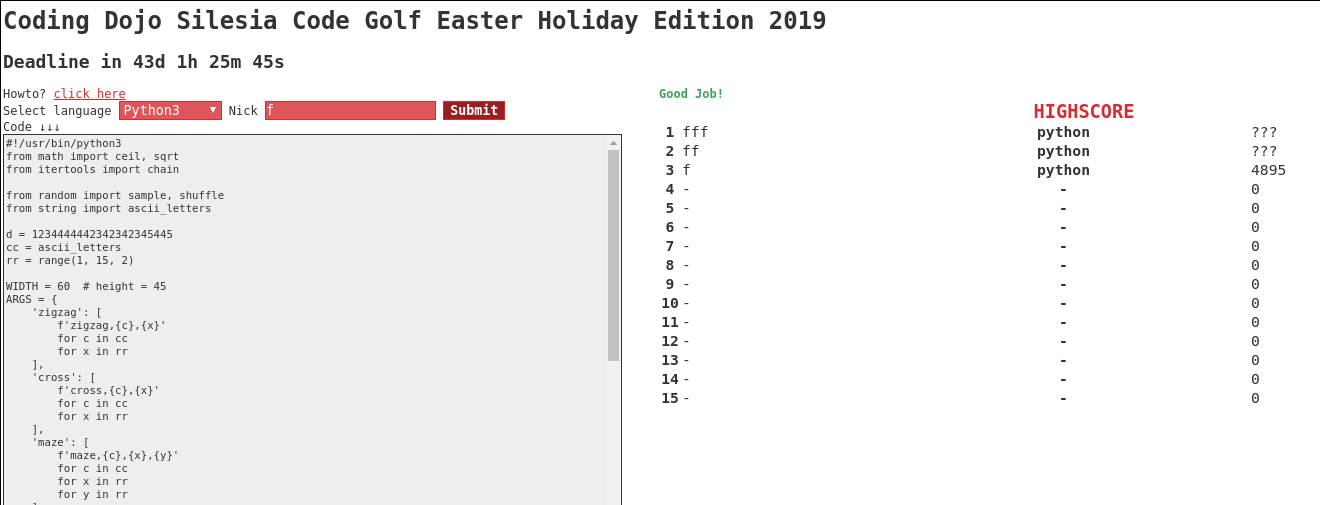 Coding Dojo Silesia Code Golf Easter Holiday Edition 2019
Deadline in 43d 1h 25m 45s
Howto? click here
Select language Python3 ▼ Nick f Submit
Code ↓↓↓
#!/usr/bin/python3
from math import ceil, sqrt
from itertools import chain
from random import sample, shuffle
from string import ascii_letters
d = 1234444442342342345445
cc = ascii_letters
rr = range(1, 15, 2)
WIDTH = 60  # height = 45
ARGS = {
    'zigzag': [
        f'zigzag,{c},{x}'
        for c in cc
        for x in rr
    ],
    'cross': [
        f'cross,{c},{x}'
        for c in cc
        for x in rr
    ],
    'maze': [
        f'maze,{c},{x},{y}'
        for c in cc
        for x in rr
        for y in rr
Good Job!
HIGHSCORE
1 fff python ???
2 ff python ???
3 f python 4895
4 - - 0
5 - - 0
6 - - 0
7 - - 0
8 - - 0
9 - - 0
10 - - 0
11 - - 0
12 - - 0
13 - - 0
14 - - 0
15 - - 0